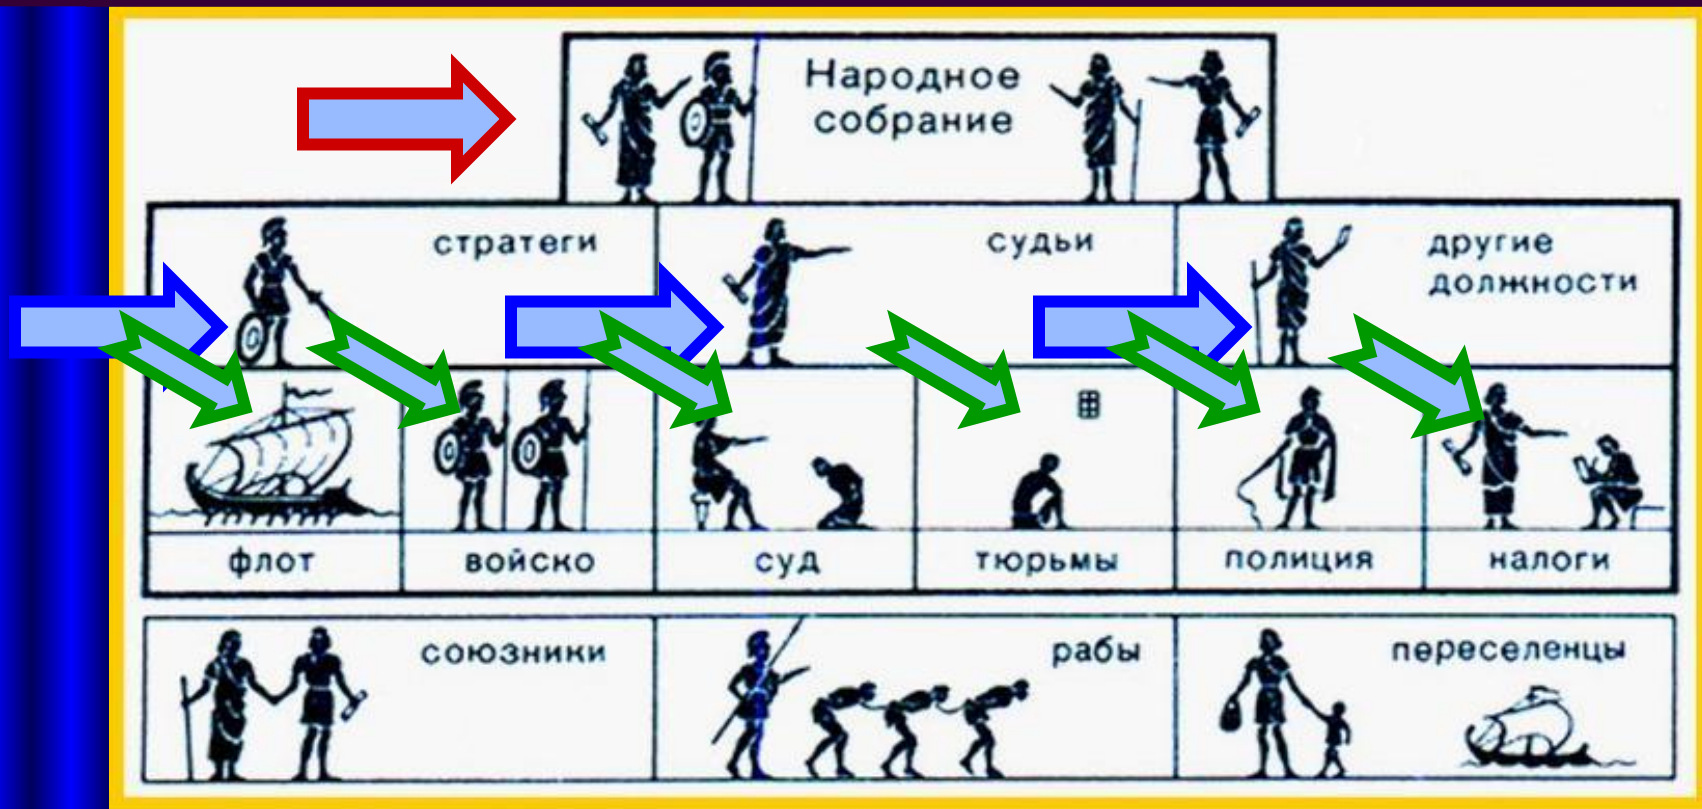 Народное
собрание
стратеги
судьи
другие
должности
флот
войско
суд
тюрьмы
полиция
налоги
союзники
рабы
переселенцы